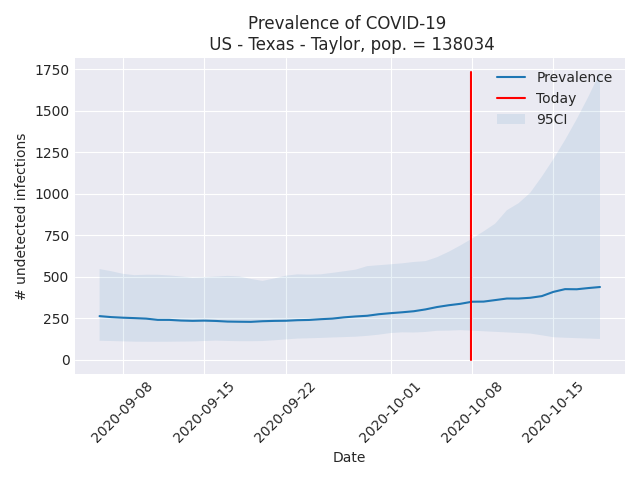 Prevalence of COVID-19
US - Texas - Taylor, pop. = 138034
Prevalence
Today
95CI
# undetected infections
1750
1500
1250
1000
750
500
250
0
2020-09-08
2020-09-15
2020-09-22
2020-10-01
2020-10-08
2020-10-15
Date